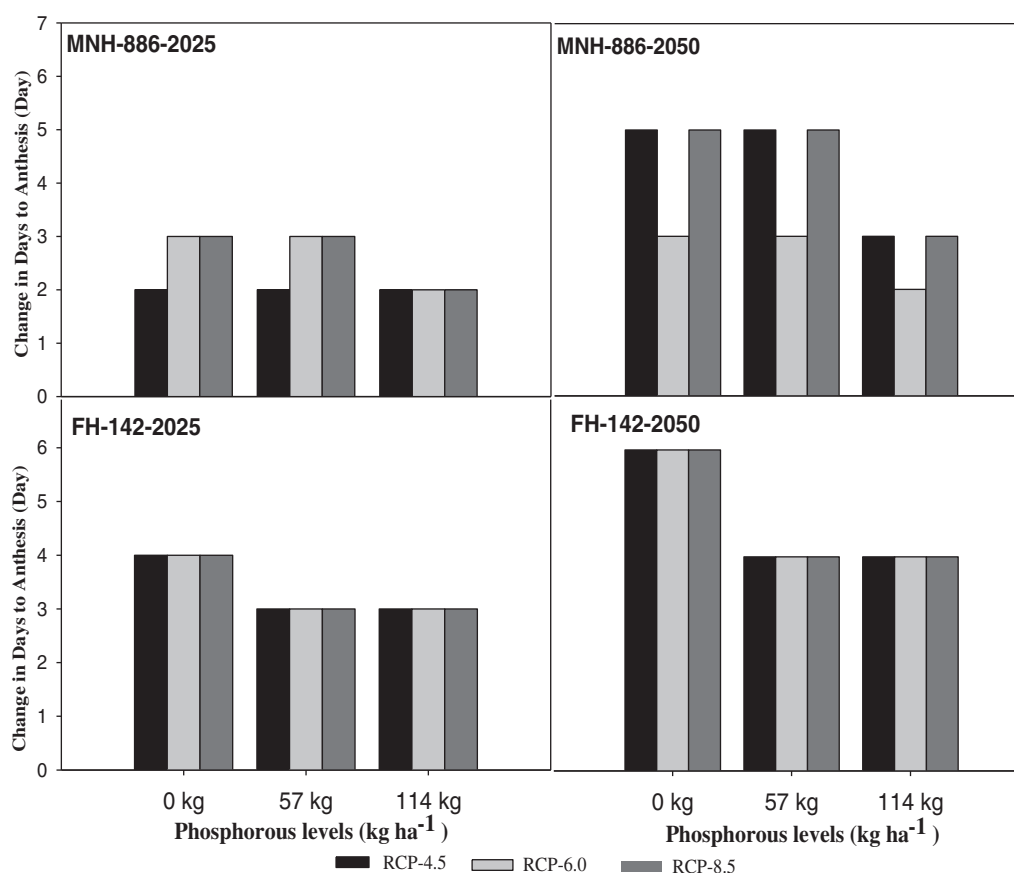 MNH-886-2025
MNH-886-2050
Change in Days to Anthesis (Day)
7
6
5
4
3
2
1
0
FH-142-2025
FH-142-2050
Change in Days to Anthesis (Day)
6
5
4
3
2
1
0
0 kg 57 kg 114 kg
0 kg 57 kg 114 kg
Phosphorous levels (kg ha-1 )
Phosphorous levels (kg ha-1 )
RCP-4.5 RCP-6.0 RCP-8.5